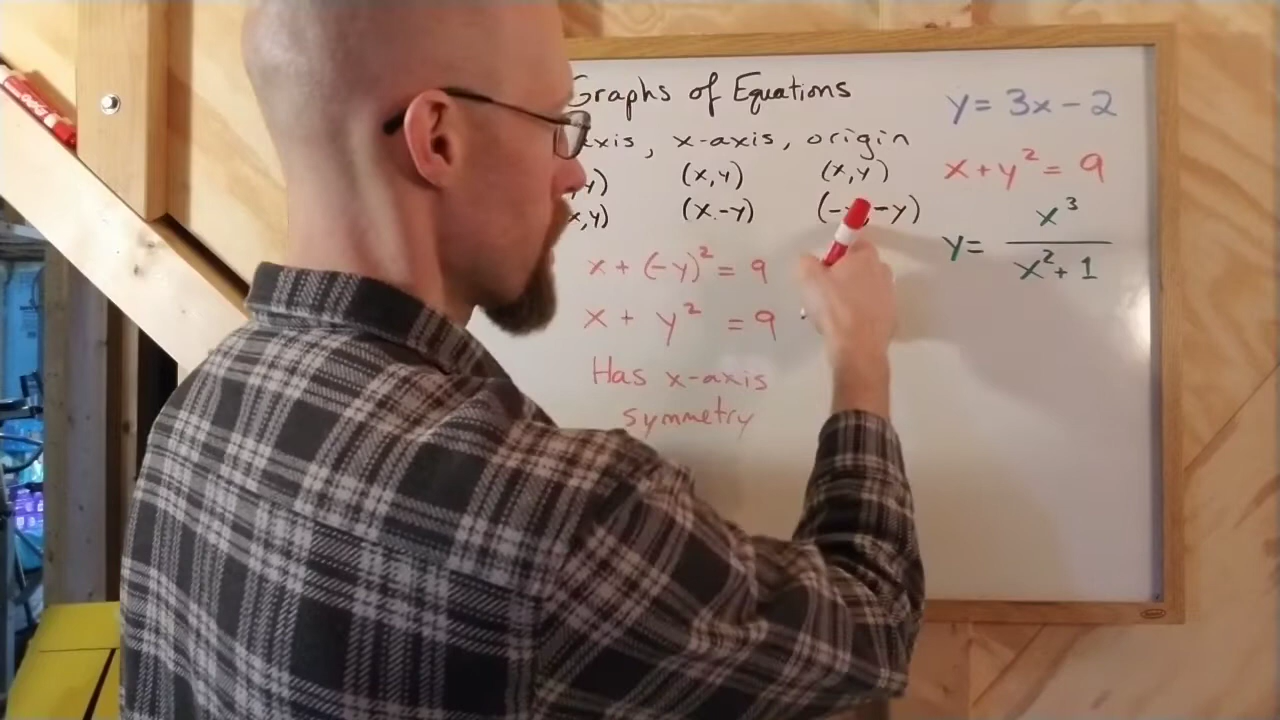 Graphs of Equations
axis, x-axis, origin
(x,y) (x,y)
x,y) (x,-y) (-x,-y)
x + (-y)² = 9
x + y² = 9
Has x-axis
symmetry
y = 3x - 2
x + y² = 9
y = x³ / x² + 1